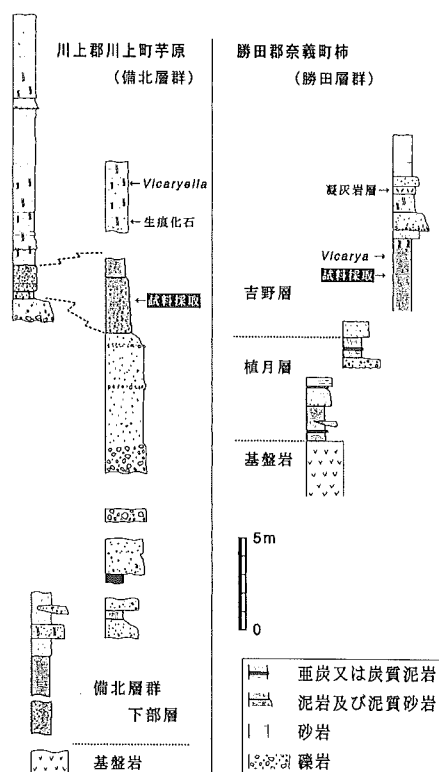 川上郡川上町芋原
(備北層群)
Vicaryella
生痕化石
試料採取
備北層群
下部層
基盤岩
勝田郡奈義町柿
(勝田層群)
凝灰岩層
Vicarya
試料採取
吉野層
植月層
基盤岩
5m
0
亜炭又は炭質泥岩
泥岩及び泥質砂岩
砂岩
礫岩